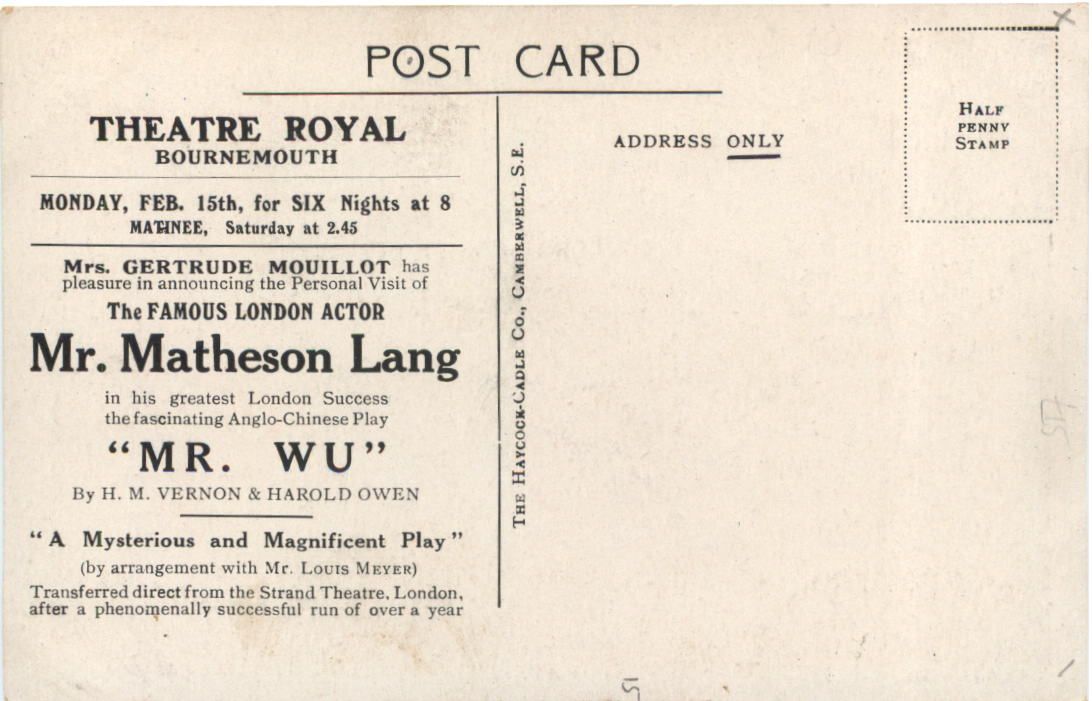 POST CARD
THEATRE ROYAL
BOURNEMOUTH
MONDAY, FEB. 15th, for SIX Nights at 8
MATINEE, Saturday at 2.45
Mrs. GERTRUDE MOUILLOT has
pleasure in announcing the Personal Visit of
The FAMOUS LONDON ACTOR
Mr. Matheson Lang
in his greatest London Success
the fascinating Anglo-Chinese Play
"MR. WU"
By H. M. VERNON & HAROLD OWEN
"A Mysterious and Magnificent Play"
(by arrangement with Mr. LOUIS MEYER)
Transferred direct from the Strand Theatre, London,
after a phenomenally successful run of over a year
THE HAYCOCK-CADLE CO., CAMBERWELL, S.E.
ADDRESS ONLY
HALF
PENNY
STAMP